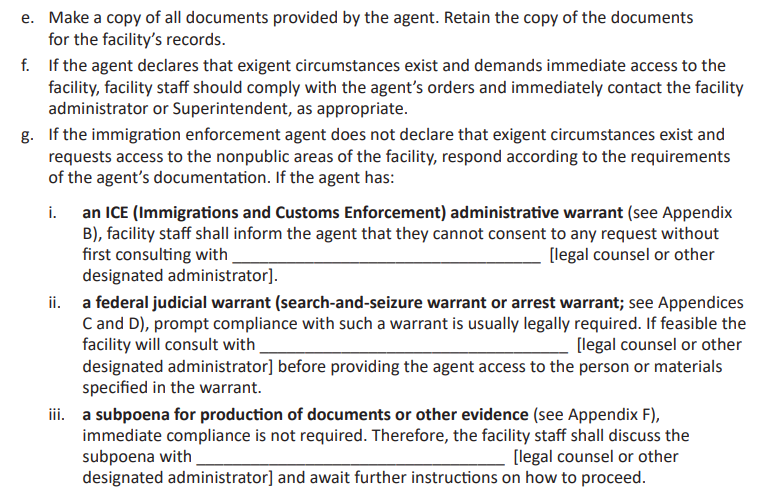 e. Make a copy of all documents provided by the agent. Retain the copy of the documents
for the facility's records.
f. If the agent declares that exigent circumstances exist and demands immediate access to the
facility, facility staff should comply with the agent's orders and immediately contact the facility
administrator or Superintendent, as appropriate.
g. If the immigration enforcement agent does not declare that exigent circumstances exist and
requests access to the nonpublic areas of the facility, respond according to the requirements
of the agent's documentation. If the agent has:
i. an ICE (Immigrations and Customs Enforcement) administrative warrant (see Appendix
B), facility staff shall inform the agent that they cannot consent to any request without
first consulting with ______________________________________ [legal counsel or other
designated administrator].
ii. a federal judicial warrant (search-and-seizure warrant or arrest warrant; see Appendices
C and D), prompt compliance with such a warrant is usually legally required. If feasible the
facility will consult with ______________________________________ [legal counsel or other
designated administrator] before providing the agent access to the person or materials
specified in the warrant.
iii. a subpoena for production of documents or other evidence (see Appendix F),
immediate compliance is not required. Therefore, the facility staff shall discuss the
subpoena with ______________________________________ [legal counsel or other
designated administrator] and await further instructions on how to proceed.